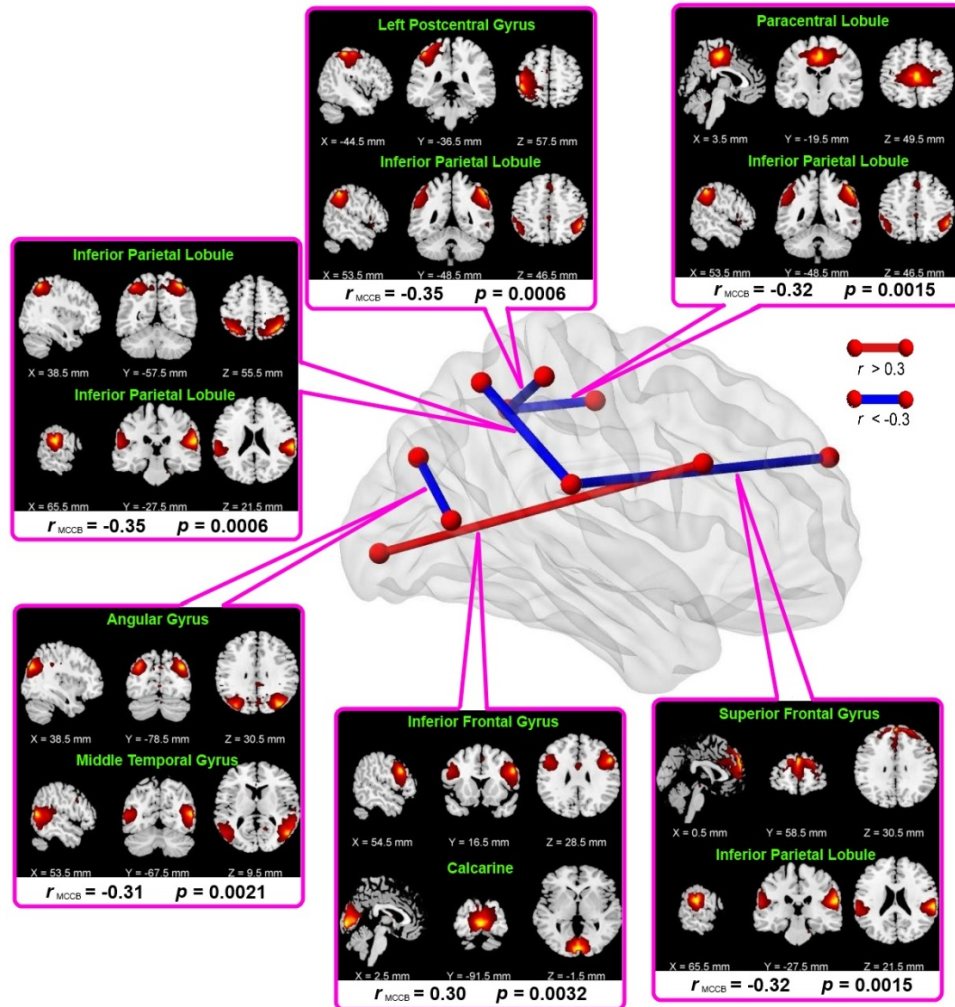 Left Postcentral Gyrus
X = -44.5 mm Y = -36.5 mm Z = 57.5 mm
Inferior Parietal Lobule
X = 53.5 mm Y = -48.5 mm Z = 46.5 mm
r MCCB = -0.35 p = 0.0006
Paracentral Lobule
X = 3.5 mm Y = -19.5 mm Z = 49.5 mm
Inferior Parietal Lobule
X = 53.5 mm Y = -48.5 mm Z = 46.5 mm
r MCCB = -0.32 p = 0.0015
Inferior Parietal Lobule
X = 38.5 mm Y = -57.5 mm Z = 55.5 mm
Inferior Parietal Lobule
X = 65.5 mm Y = -27.5 mm Z = 21.5 mm
r MCCB = -0.35 p = 0.0006
r > 0.3
r < -0.3
Angular Gyrus
X = 38.5 mm Y = -78.5 mm Z = 30.5 mm
Middle Temporal Gyrus
X = 53.5 mm Y = -67.5 mm Z = 9.5 mm
r MCCB = -0.31 p = 0.0021
Inferior Frontal Gyrus
X = 54.5 mm Y = 16.5 mm Z = 28.5 mm
Calcarine
X = 2.5 mm Y = -91.5 mm Z = -1.5 mm
r MCCB = 0.30 p = 0.0032
Superior Frontal Gyrus
X = 0.5 mm Y = 58.5 mm Z = 30.5 mm
Inferior Parietal Lobule
X = 65.5 mm Y = -27.5 mm Z = 21.5 mm
r MCCB = -0.32 p = 0.0015